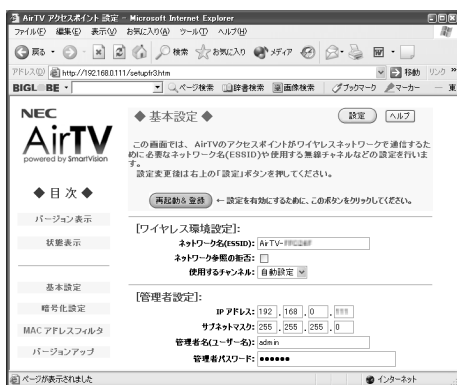 AirTV アクセスポイント 設定 - Microsoft Internet Explorer
ファイル(F) 編集(E) 表示(V) お気に入り(A) ツール(T) ヘルプ(H)
戻る 検索 お気に入り メディア
アドレス(D) http://192.168.0.111/setuptr3.htm 移動 リンク »
BIGLOBE ページ検索 辞書検索 画像検索 ブックマーク マーカー 東
NEC
AirTV
powered by SmartVision
◆ 目 次 ◆
バージョン表示
状態表示
基本設定
暗号化設定
MAC アドレスフィルタ
バージョンアップ
◆ 基本設定 ◆
設定 ヘルプ
この画面では、AirTVのアクセスポイントがワイヤレスネットワークで通信するた
めに必要なネットワーク名(ESSID)や使用する無線チャネルなどの設定を行いま
す。
設定変更後は右上の「設定」ボタンを押してください。
再起動&登録 ← 設定を有効にするために、このボタンをクリックしてください。
[ワイヤレス環境設定]:
ネットワーク名(ESSID): AirTV-
ネットワーク参照の拒否:
使用するチャンネル: 自動設定
[管理者設定]:
IP アドレス: 192 . 168 . 0 .
サブネットマスク: 255 . 255 . 255 . 0
管理者名(ユーザー名): admin
管理者パスワード: ●●●●●●
ページが表示されました
インターネット